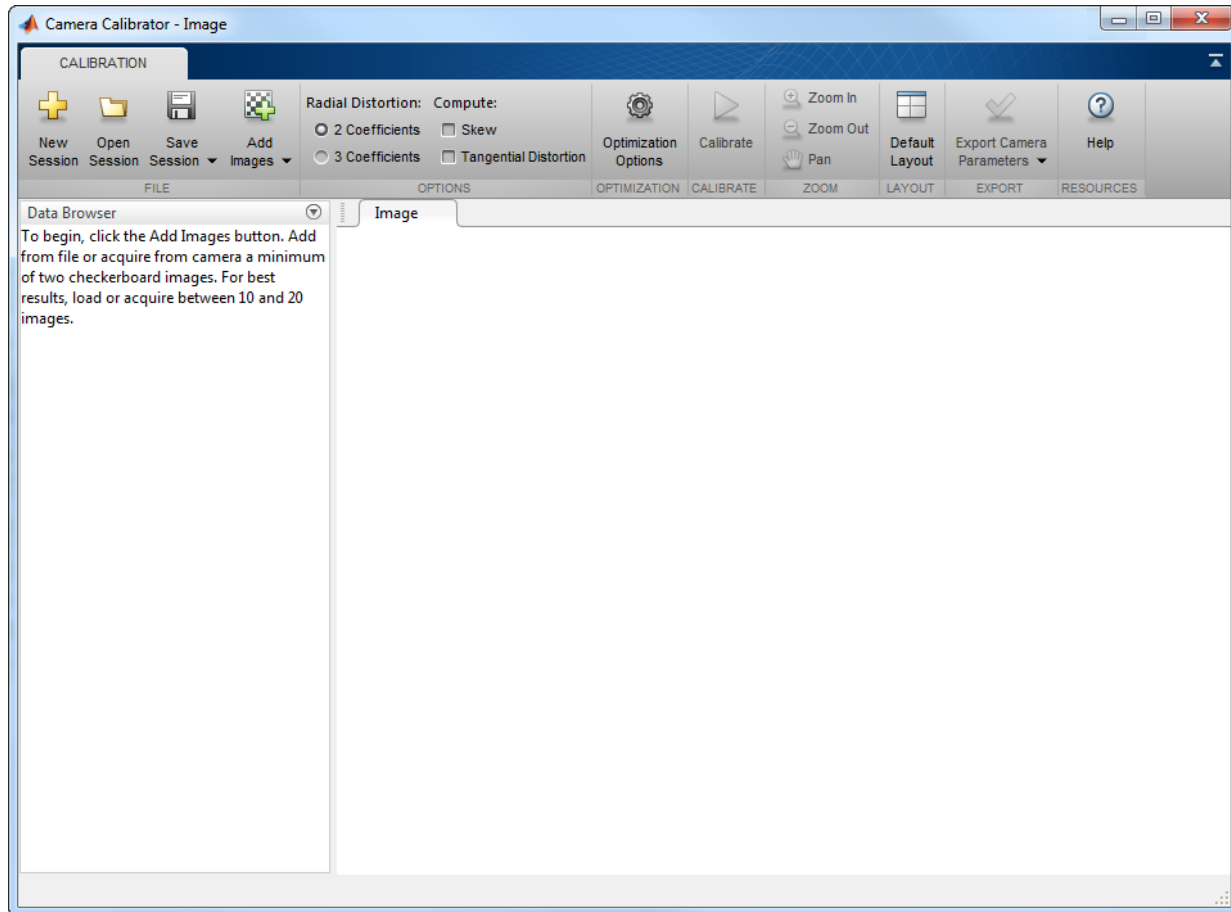 Camera Calibrator - Image
CALIBRATION
New Session
Open Session
Save Session
Add Images
Radial Distortion:
2 Coefficients
3 Coefficients
Compute:
Skew
Tangential Distortion
Optimization Options
Calibrate
Zoom In
Zoom Out
Pan
Default Layout
Export Camera Parameters
Help
FILE
OPTIONS
OPTIMIZATION
CALIBRATE
ZOOM
LAYOUT
EXPORT
RESOURCES
Data Browser
To begin, click the Add Images button. Add
from file or acquire from camera a minimum
of two checkerboard images. For best
results, load or acquire between 10 and 20
images.
Image